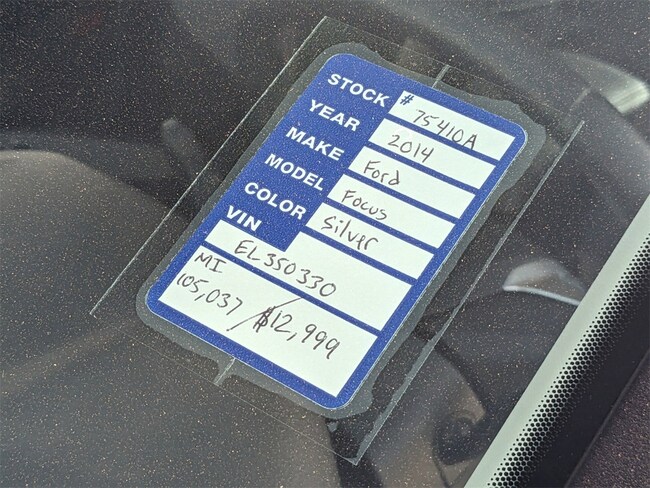 STOCK # 75410A
YEAR 2014
MAKE Ford
MODEL Focus
COLOR Silver
VIN EL350330
MI
105,037/$12,999